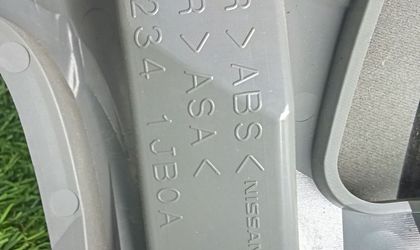 R >ABS< NISSAN
R >ASA<
234 1JB0A